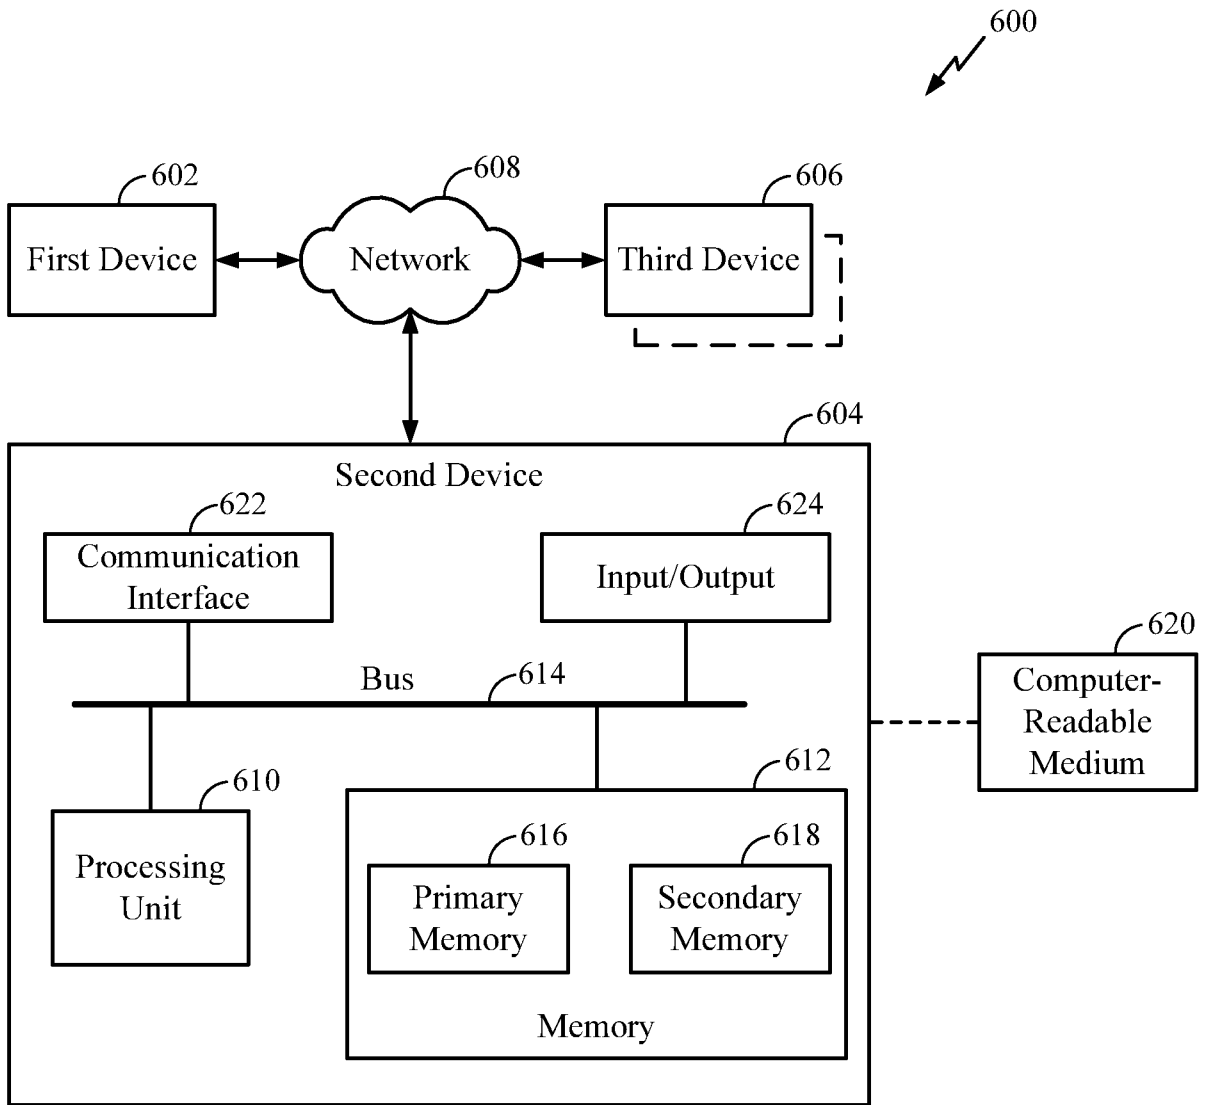 600
602
608
606
First Device
Network
Third Device
604
Second Device
622
624
Communication
Interface
Input/Output
620
Computer-
Readable
Medium
Bus
614
610
612
Processing
Unit
616
618
Primary
Memory
Secondary
Memory
Memory